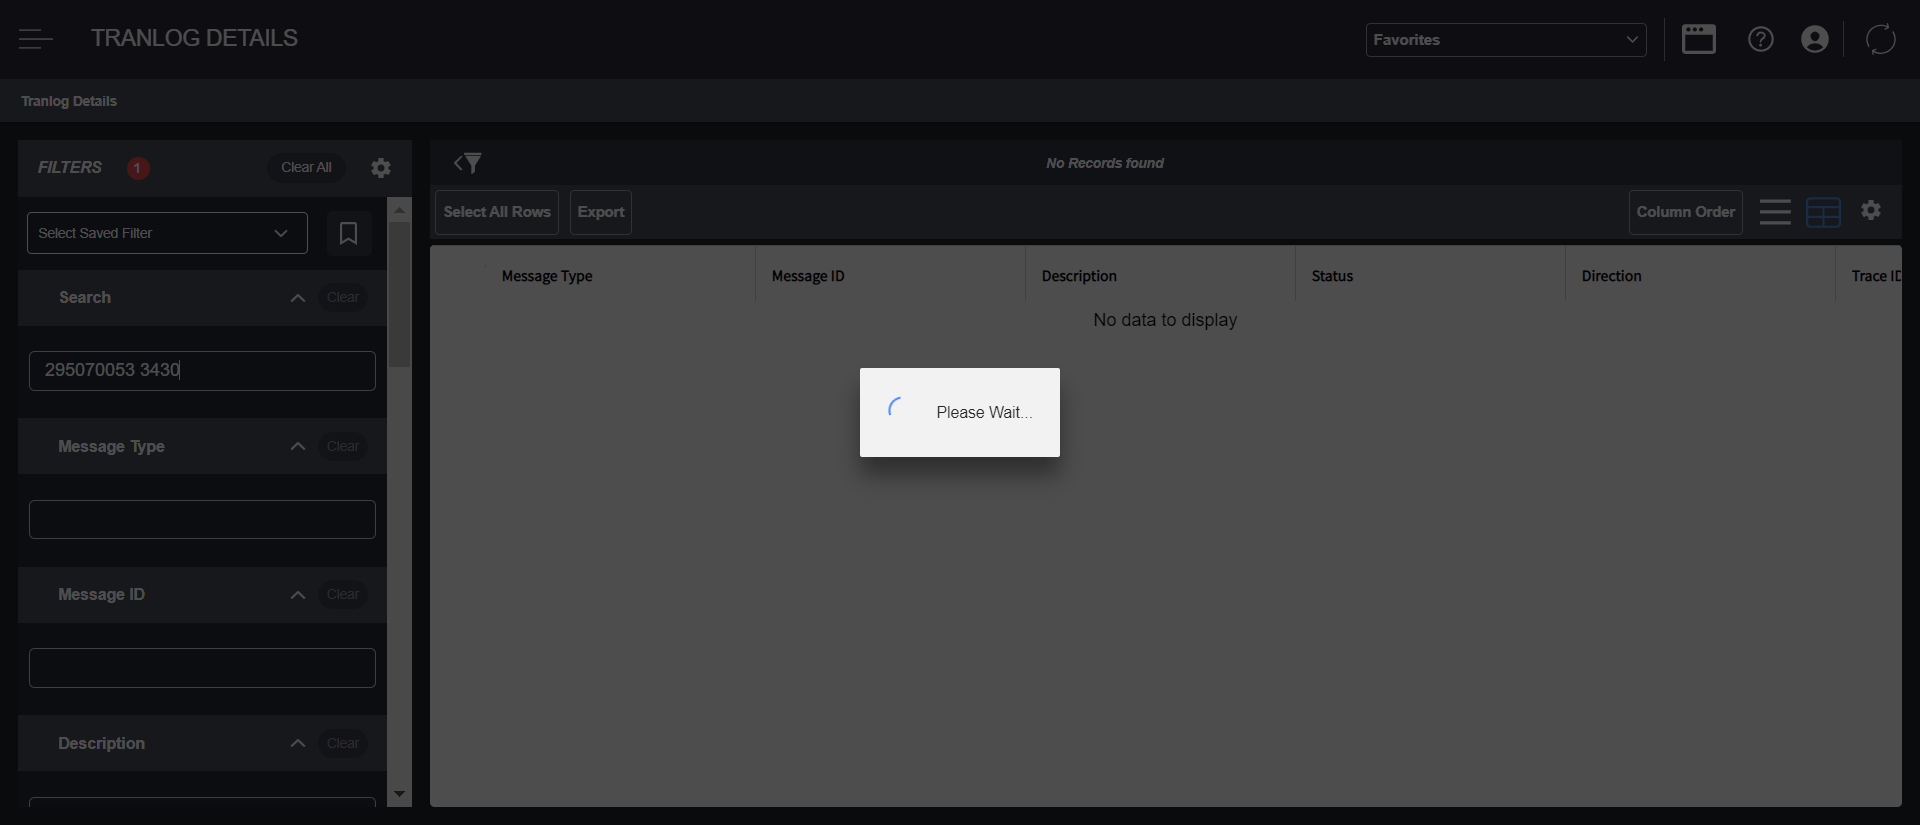 TRANLOG DETAILS
Favorites
Tranlog Details
FILTERS 1 Clear All
No Records found
Select Saved Filter
Select All Rows Export
Column Order
Search Clear
295070053 3430
Message Type Clear
Message ID Clear
Description Clear
Message Type Message ID Description Status Direction Trace ID
No data to display
Please Wait...